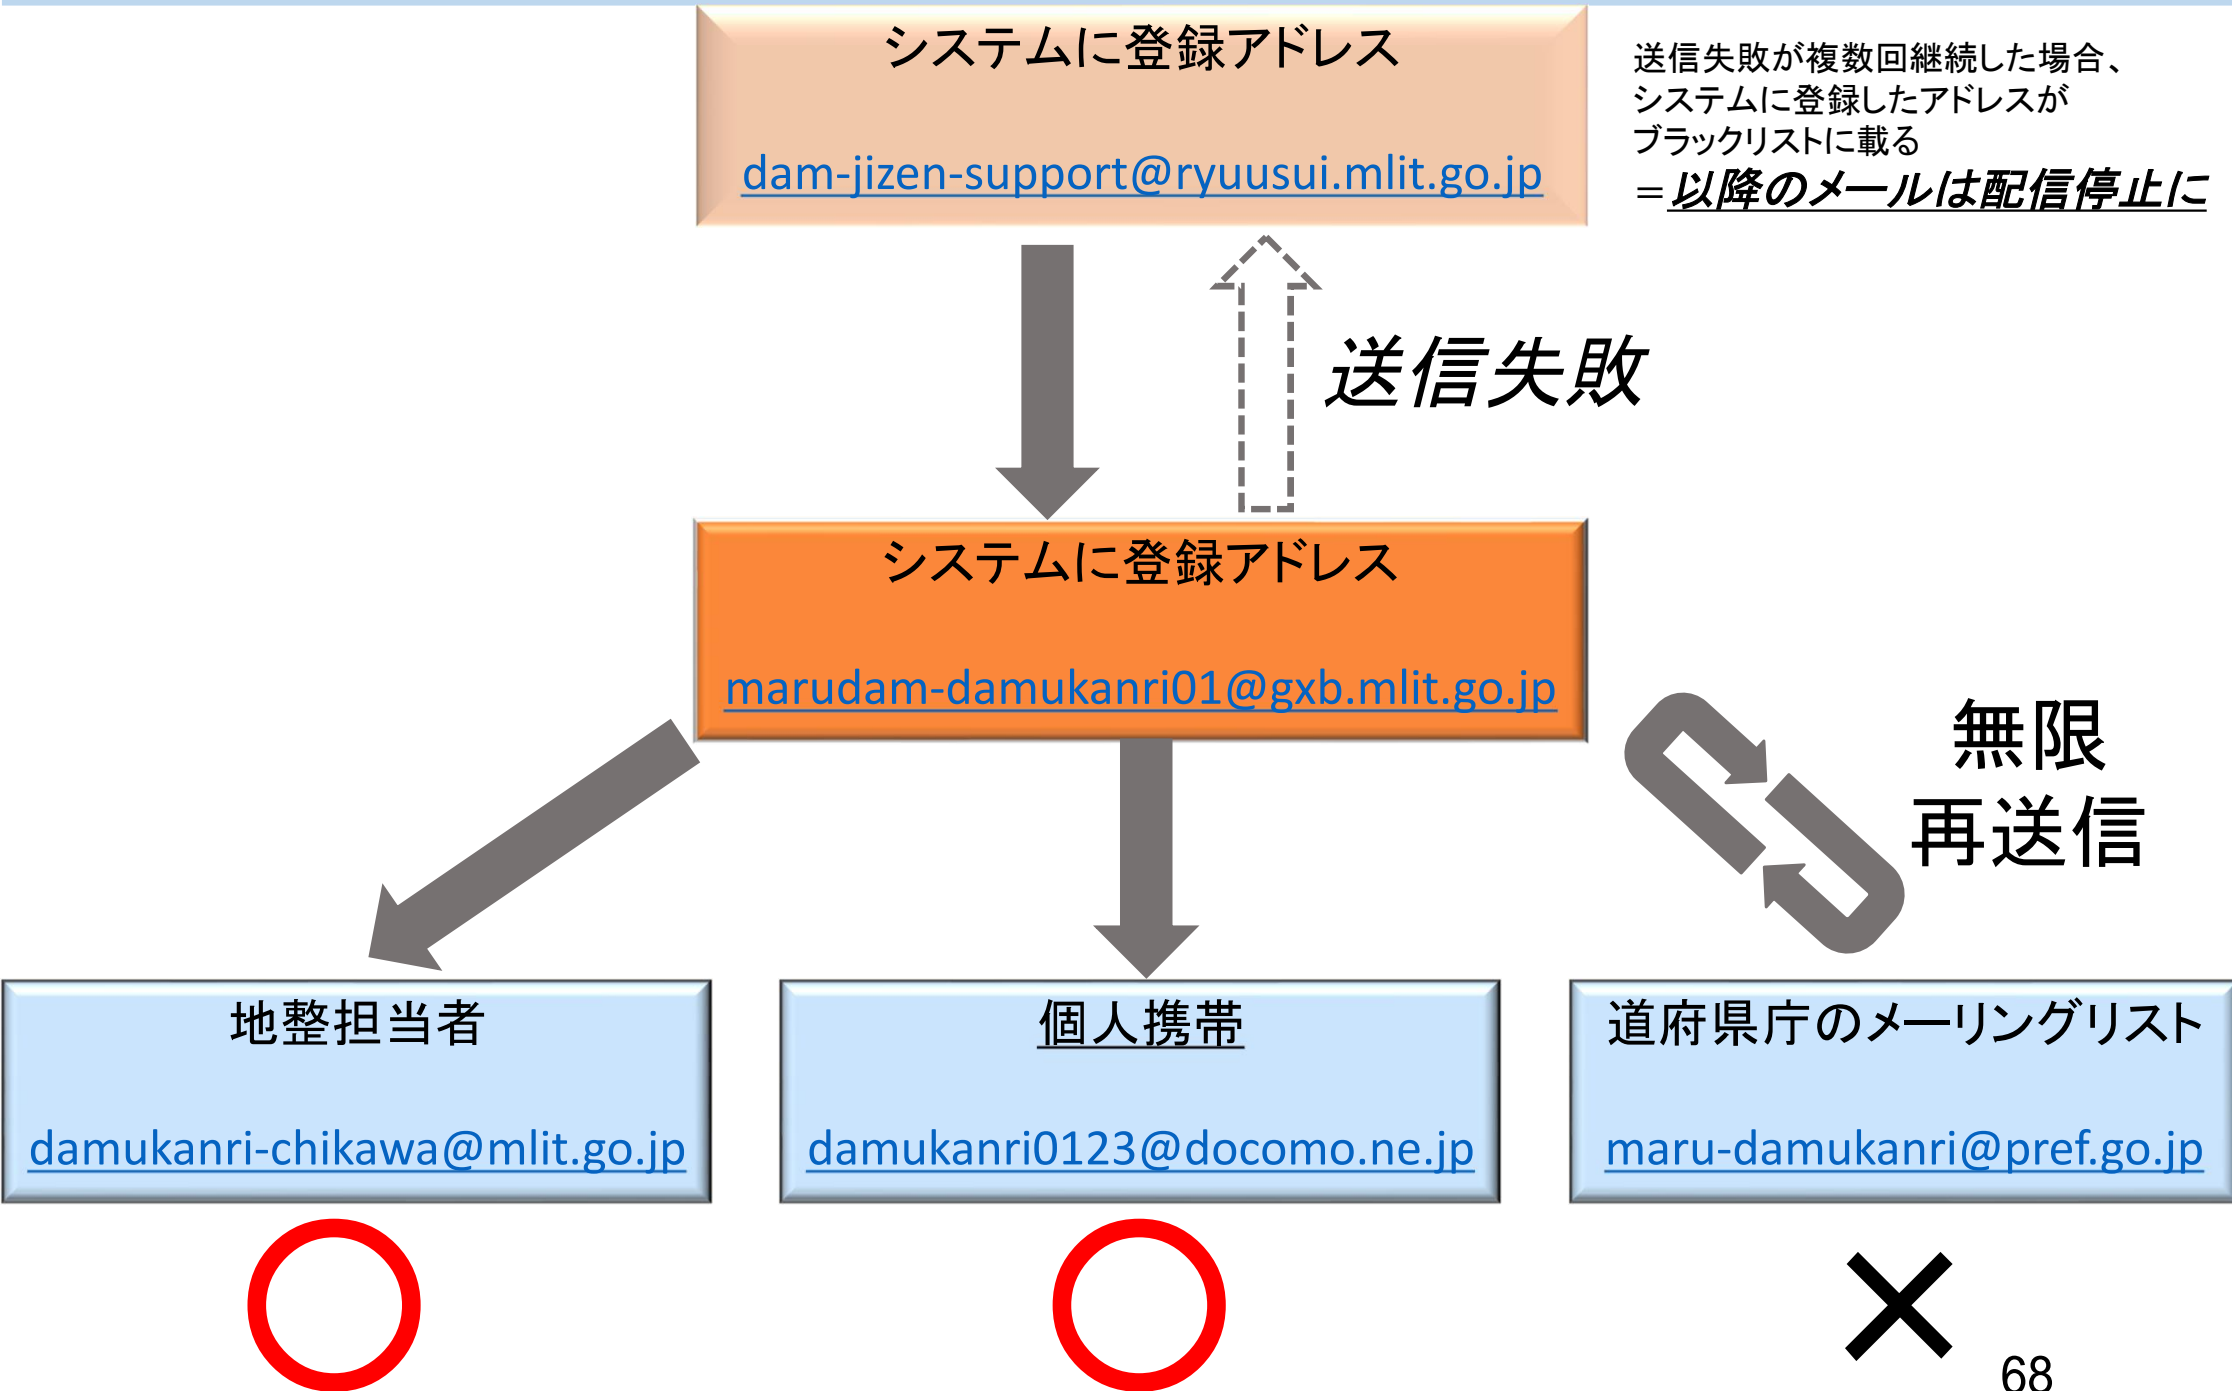 システムに登録アドレス
dam-jizen-support@ryuusui.mlit.go.jp
送信失敗が複数回継続した場合、
システムに登録したアドレスが
ブラックリストに載る
=以降のメールは配信停止に
送信失敗
システムに登録アドレス
marudam-damukanri01@gxb.mlit.go.jp
無限
再送信
地整担当者
damukanri-chikawa@mlit.go.jp
個人携帯
damukanri0123@docomo.ne.jp
道府県庁のメーリングリスト
maru-damukanri@pref.go.jp
68